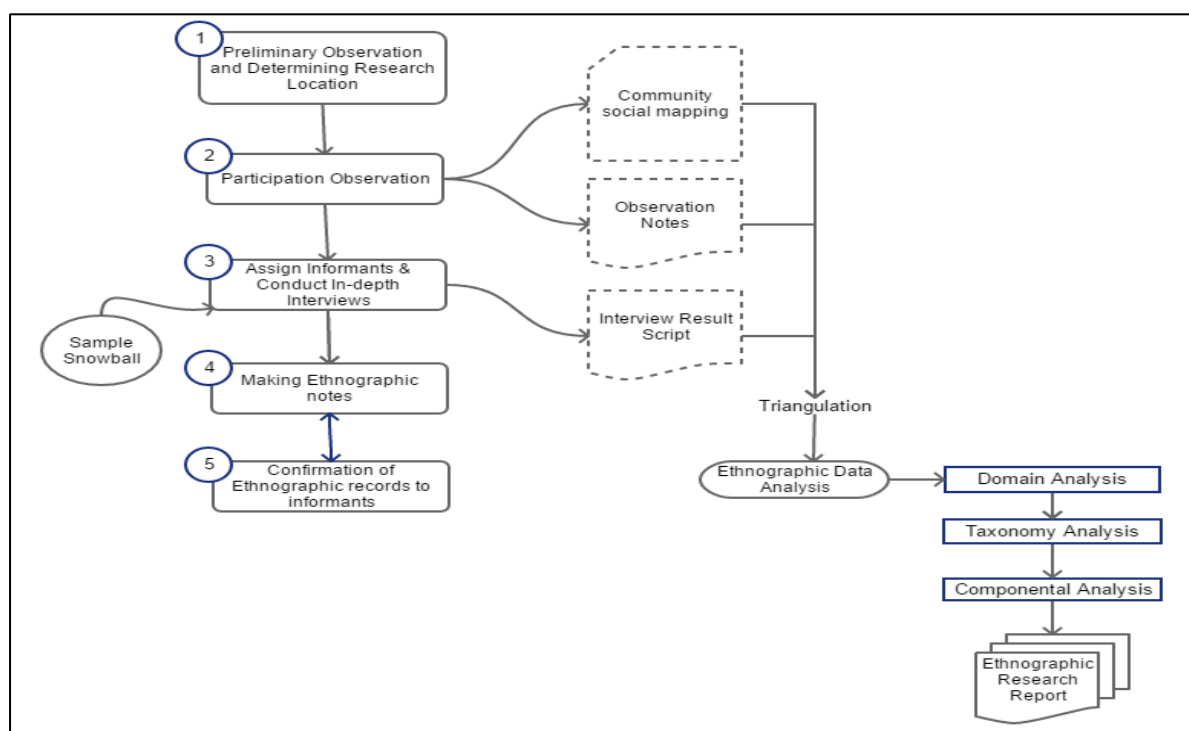 1
Preliminary Observation
and Determining Research
Location
2
Participation Observation
3
Assign Informants &
Conduct In-depth
Interviews
Sample
Snowball
4
Making Ethnographic
notes
5
Confirmation of
Ethnographic records to
informants
Community
social mapping
Observation
Notes
Interview Result
Script
Triangulation
Ethnographic Data
Analysis
Domain Analysis
Taxonomy Analysis
Componental Analysis
Ethnographic
Research
Report